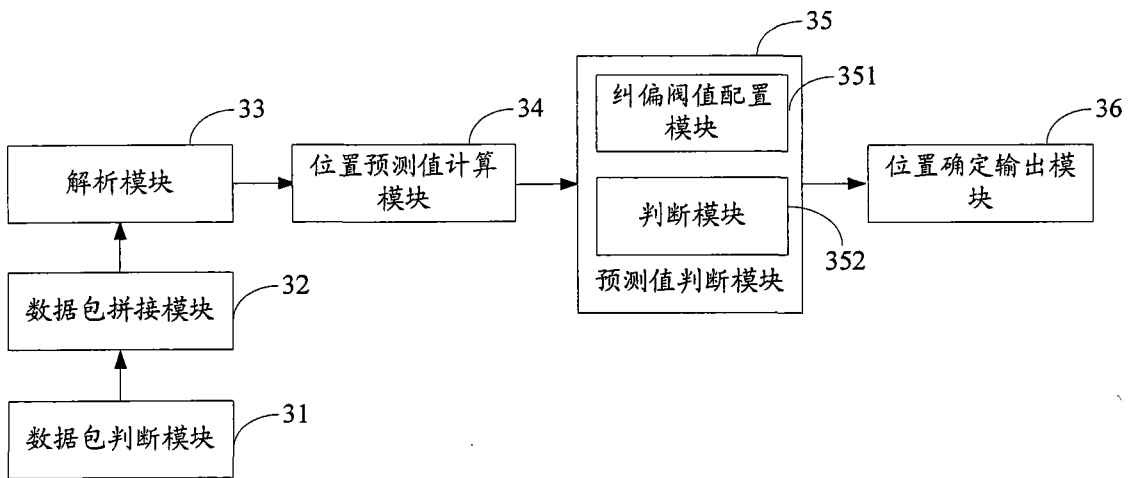 35
351
纠偏阀值配置
模块
33
34
36
解析模块
位置预测值计算
模块
位置确定输出模
块
判断模块
352
预测值判断模块
32
数据包拼接模块
31
数据包判断模块